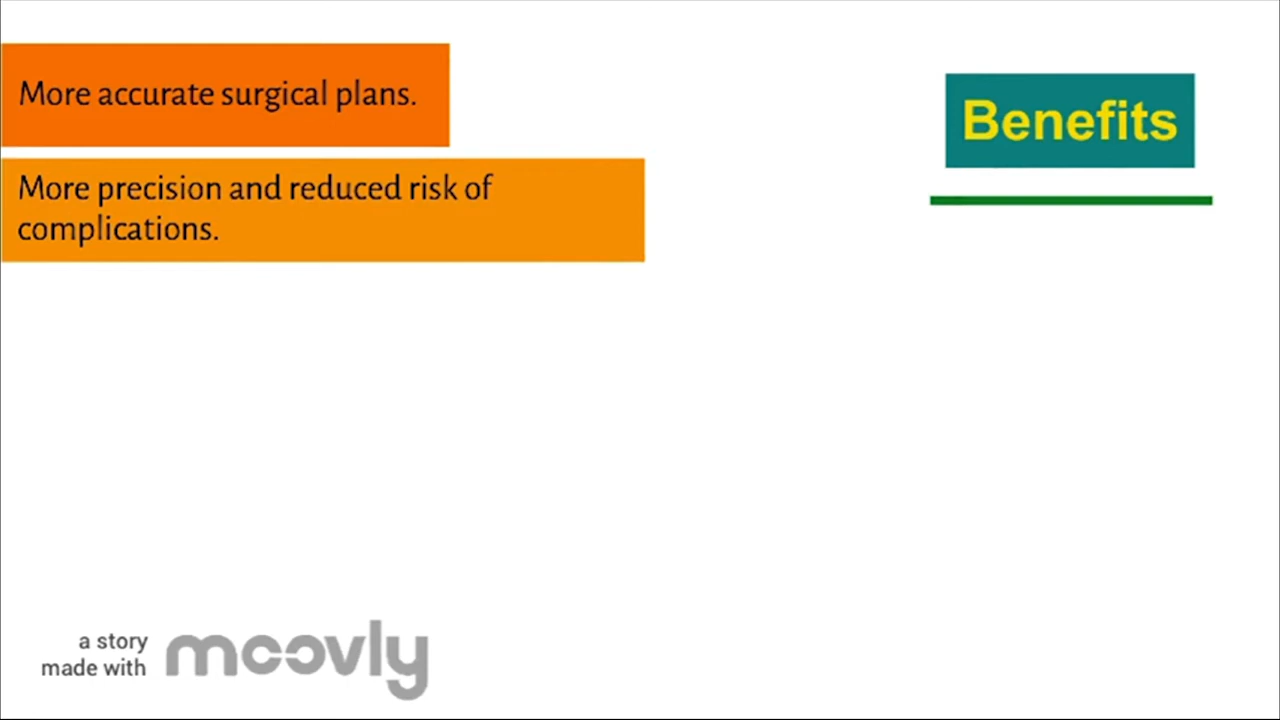 More accurate surgical plans.
Benefits
More precision and reduced risk of
complications.
a story
made with
moovly